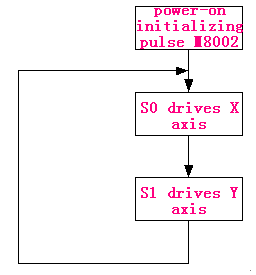 power-on
initializing
pulse M8002
S0 drives X
axis
S1 drives Y
axis